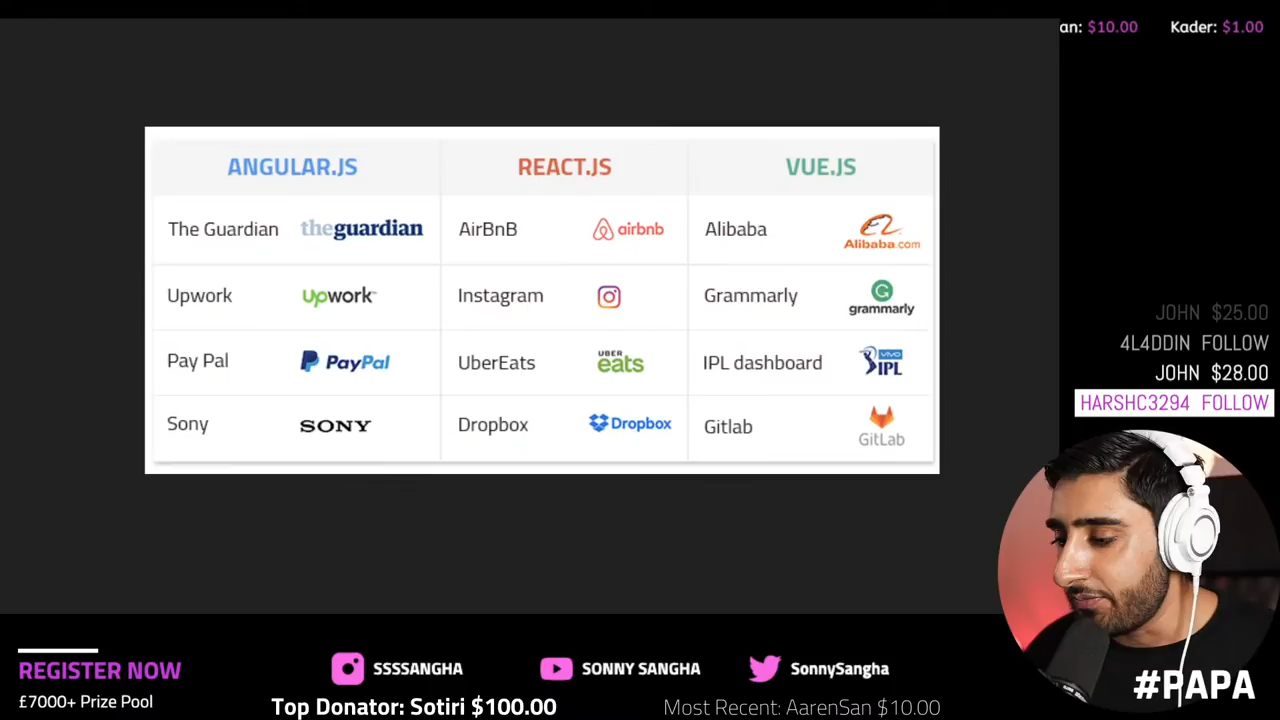 an: $10.00 Kader: $1.00
ANGULAR.JS REACT.JS VUE.JS
The Guardian theguardian AirBnB airbnb Alibaba Alibaba.com
Upwork Upwork Instagram Grammarly grammarly
Pay Pal PayPal UberEats UBER eats IPL dashboard VIVO IPL
Sony SONY Dropbox Dropbox Gitlab GitLab
JOHN $25.00
4L4DDIN FOLLOW
JOHN $28.00
HARSHC3294 FOLLOW
REGISTER NOW
£7000+ Prize Pool
SSSSANGHA SONNY SANGHA SonnySangha
Top Donator: Sotiri $100.00 Most Recent: AarenSan $10.00
#PAPA